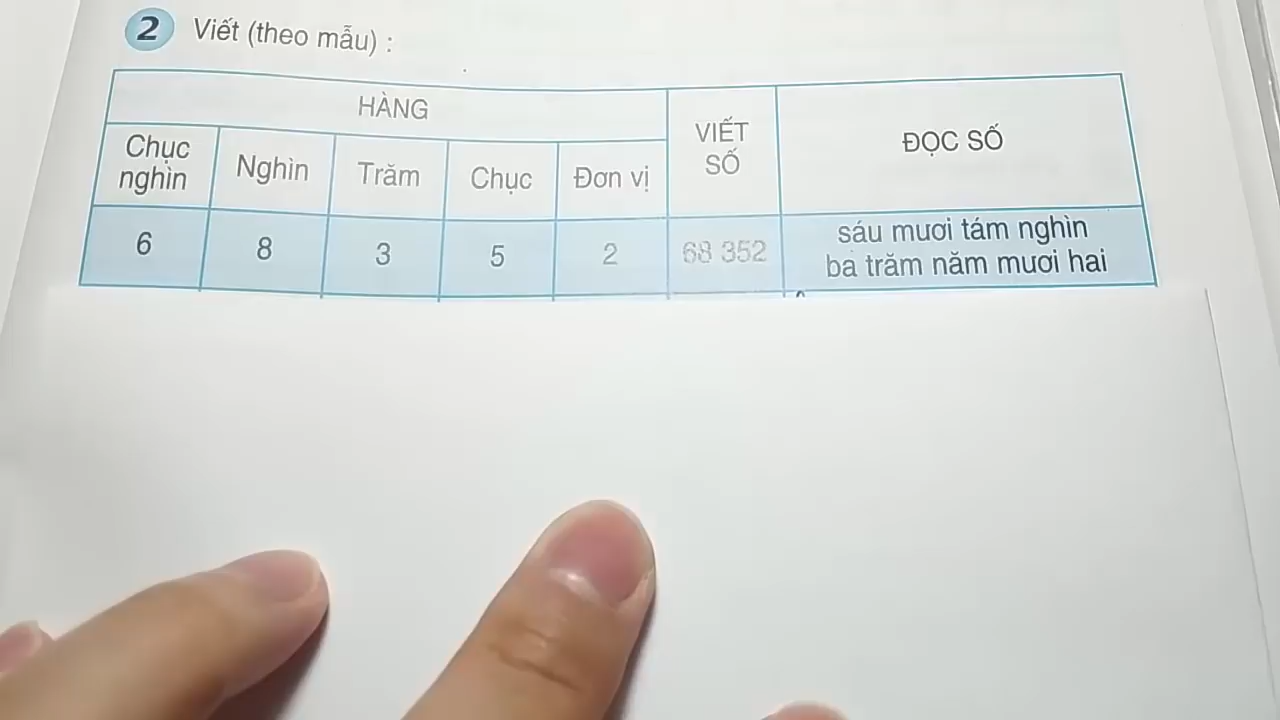 2 Viết (theo mẫu) :
HÀNG
VIẾT
SỐ
ĐỌC SỐ
Chục
nghìn
Nghìn
Trăm
Chục
Đơn vị
6
8
3
5
2
68 352
sáu mươi tám nghìn
ba trăm năm mươi hai